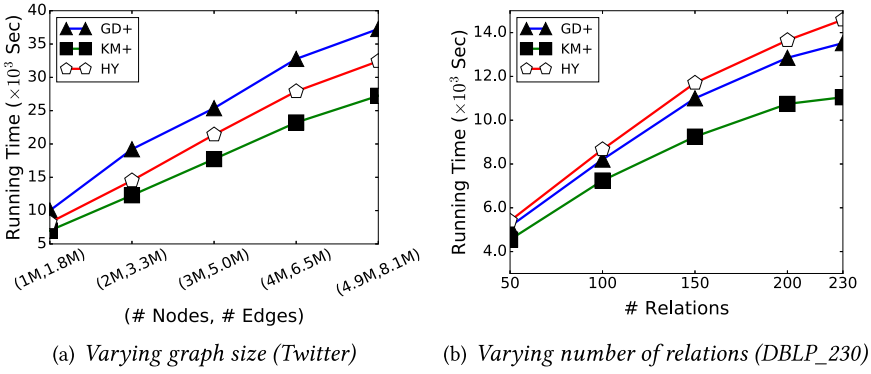 40
35
30
25
20
15
10
5
Running Time (×10³ Sec)
GD+
KM+
HY
(1M,1.8M)
(2M,3.3M)
(3M,5.0M)
(4M,6.5M)
(4.9M,8.1M)
(# Nodes, # Edges)
(a) Varying graph size (Twitter)
14.0
12.0
10.0
8.0
6.0
4.0
Running Time (×10³ Sec)
GD+
KM+
HY
50 100 150 200 230
# Relations
(b) Varying number of relations (DBLP_230)